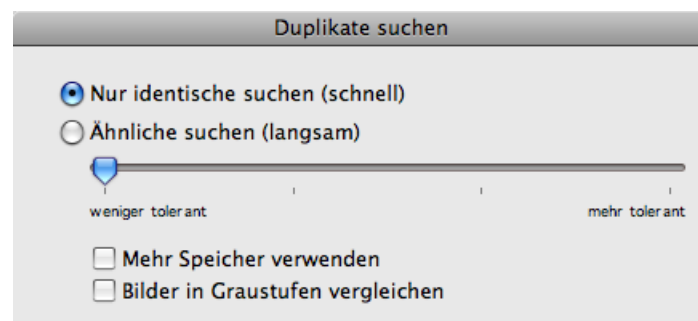 Duplikate suchen
Nur identische suchen (schnell)
Ähnliche suchen (langsam)
weniger tolerant mehr tolerant
Mehr Speicher verwenden
Bilder in Graustufen vergleichen